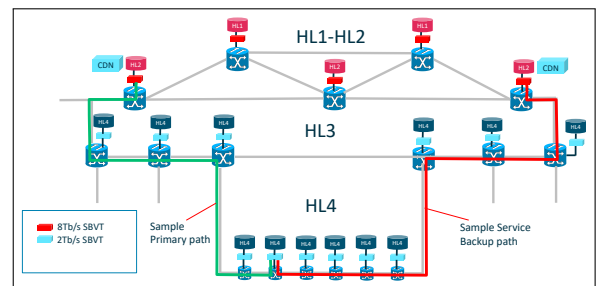 HL1
HL1
HL1-HL2
CDN
HL2
HL2
HL2
CDN
HL4
HL4
HL4
HL3
HL4
HL4
HL4
HL4
8Tb/s SBVT
2Tb/s SBVT
Sample
Primary path
Sample Service
Backup path
HL4
HL4
HL4
HL4
HL4
HL4